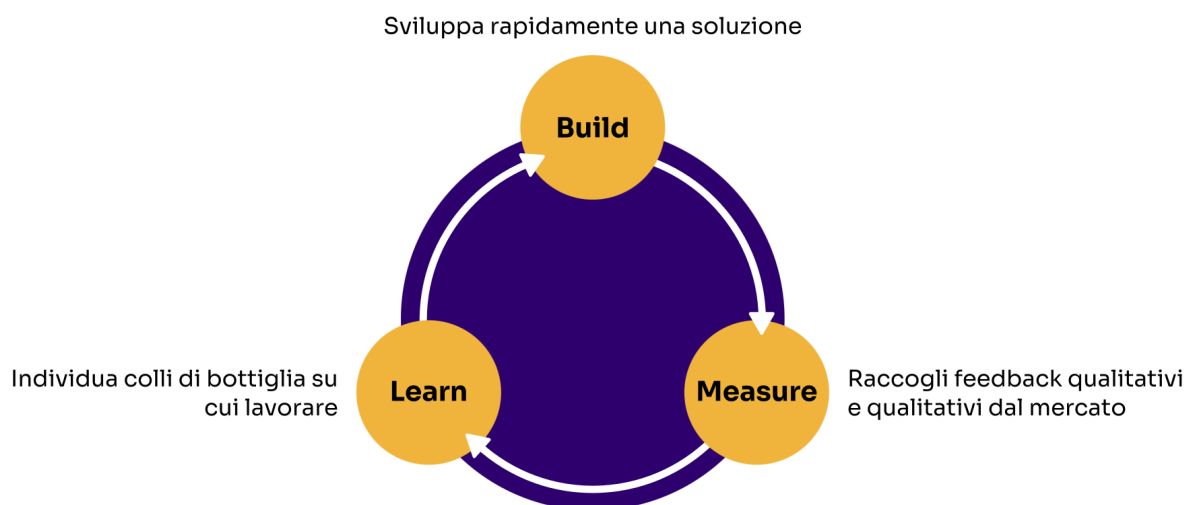 Sviluppa rapidamente una soluzione
Build
Individua colli di bottiglia su
cui lavorare
Learn
Measure
Raccogli feedback qualitativi
e qualitativi dal mercato